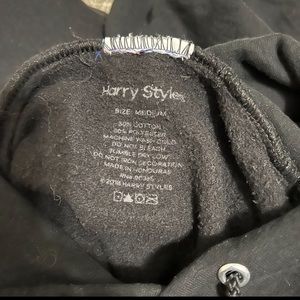 Harry Styles
SIZE: MEDIUM
50% COTTON
50% POLYESTER
MACHINE WASH COLD
DO NOT BLEACH
TUMBLE DRY LOW
DO NOT IRON DECORATION
MADE IN HONDURAS
©2018 HARRY STYLES